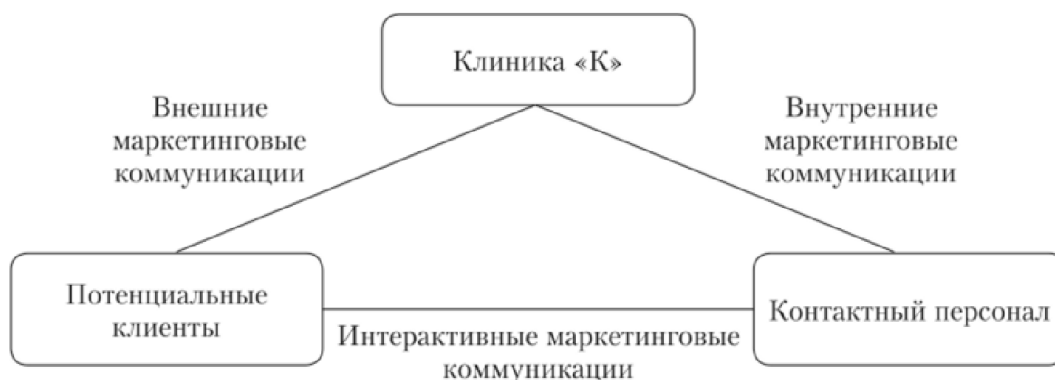 Клиника «К»
Внешние
маркетинговые
коммуникации
Внутренние
маркетинговые
коммуникации
Потенциальные
клиенты
Контактный персонал
Интерактивные маркетинговые
коммуникации